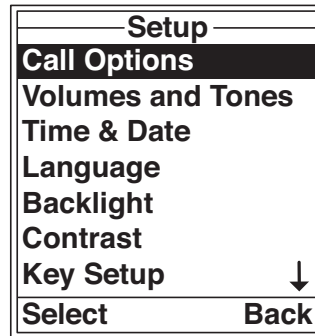 Setup
Call Options
Volumes and Tones
Time & Date
Language
Backlight
Contrast
Key Setup ↓
Select Back